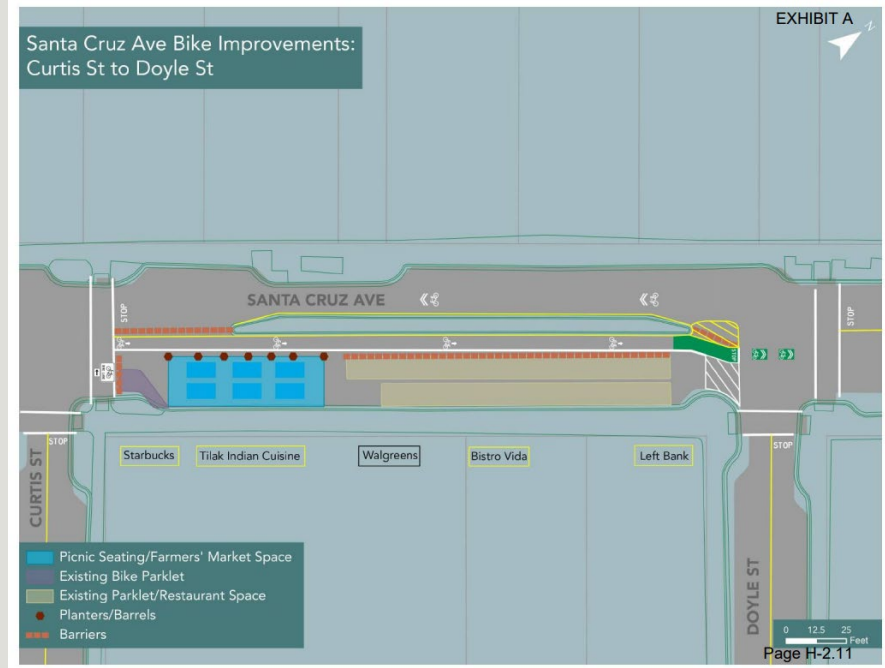 EXHIBIT A
N
Santa Cruz Ave Bike Improvements:
Curtis St to Doyle St
SANTA CRUZ AVE
STOP
STOP
STOP
STOP
STOP
CURTIS ST
Starbucks
Tilak Indian Cuisine
Walgreens
Bistro Vida
Left Bank
DOYLE ST
Picnic Seating/Farmers' Market Space
Existing Bike Parklet
Existing Parklet/Restaurant Space
Planters/Barrels
Barriers
0 12.5 25
Feet
Page H-2.11